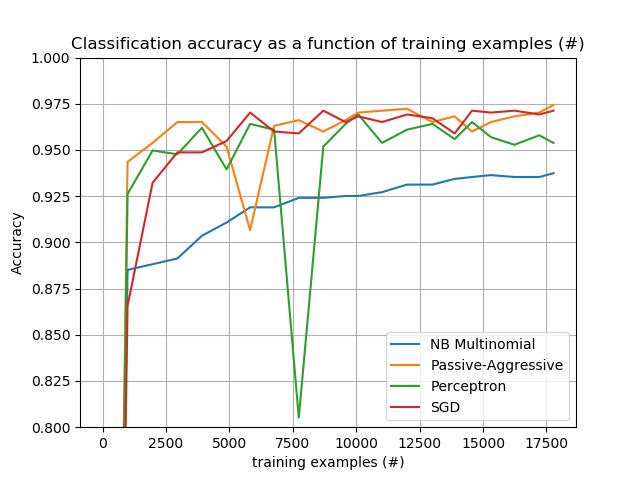 Classification accuracy as a function of training examples (#)
1.000
0.975
0.950
0.925
0.900
0.875
0.850
0.825
0.800
Accuracy
NB Multinomial
Passive-Aggressive
Perceptron
SGD
0 2500 5000 7500 10000 12500 15000 17500
training examples (#)